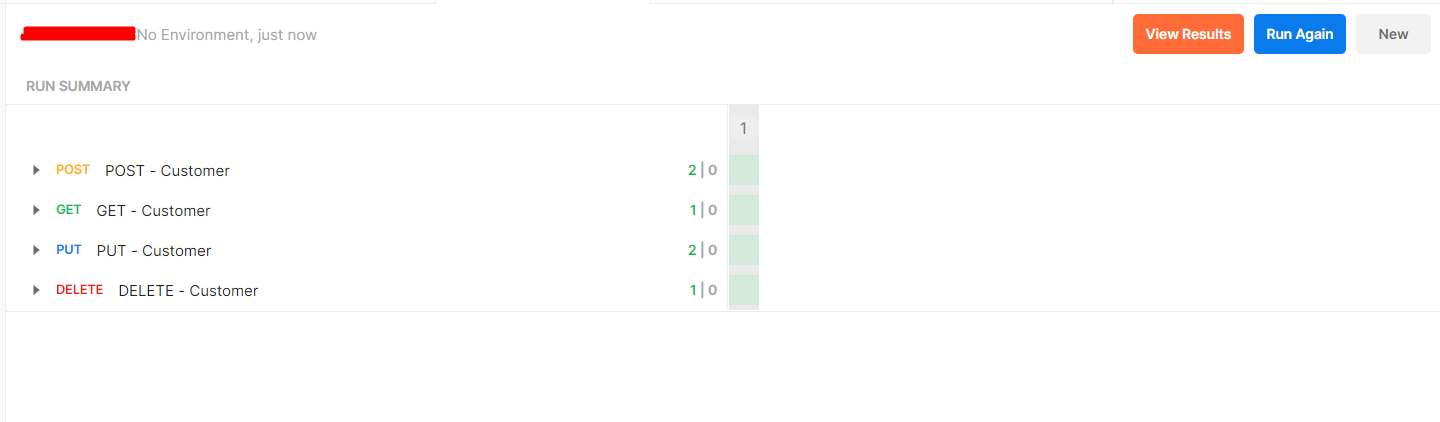 No Environment, just now
View Results
Run Again
New
RUN SUMMARY
1
POST POST - Customer 2 | 0
GET GET - Customer 1 | 0
PUT PUT - Customer 2 | 0
DELETE DELETE - Customer 1 | 0